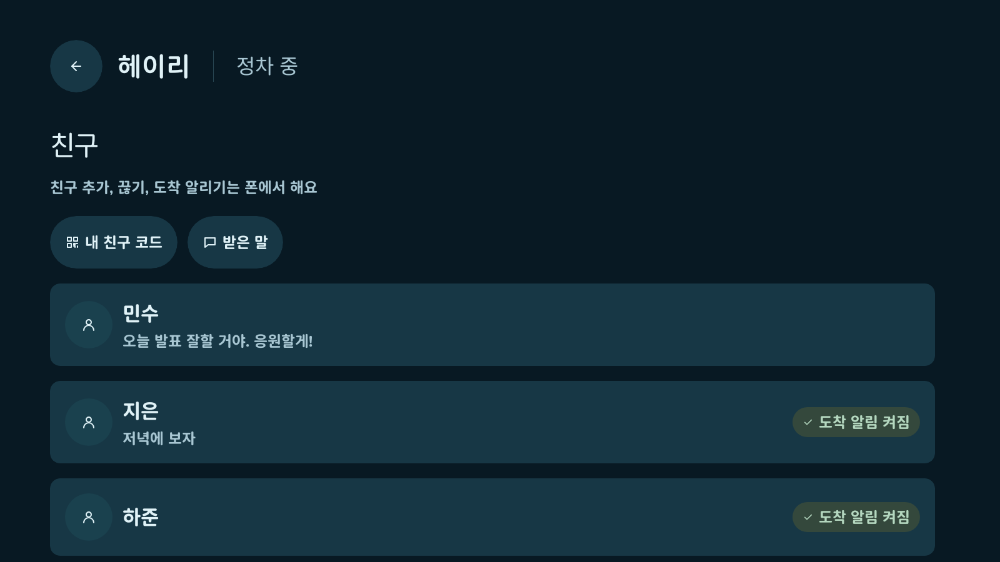 헤이리
정차 중
친구
친구 추가, 끊기, 도착 알리기는 폰에서 해요
내 친구 코드
받은 말
민수
오늘 발표 잘할 거야. 응원할게!
지은
저녁에 보자
도착 알림 켜짐
하준
도착 알림 켜짐